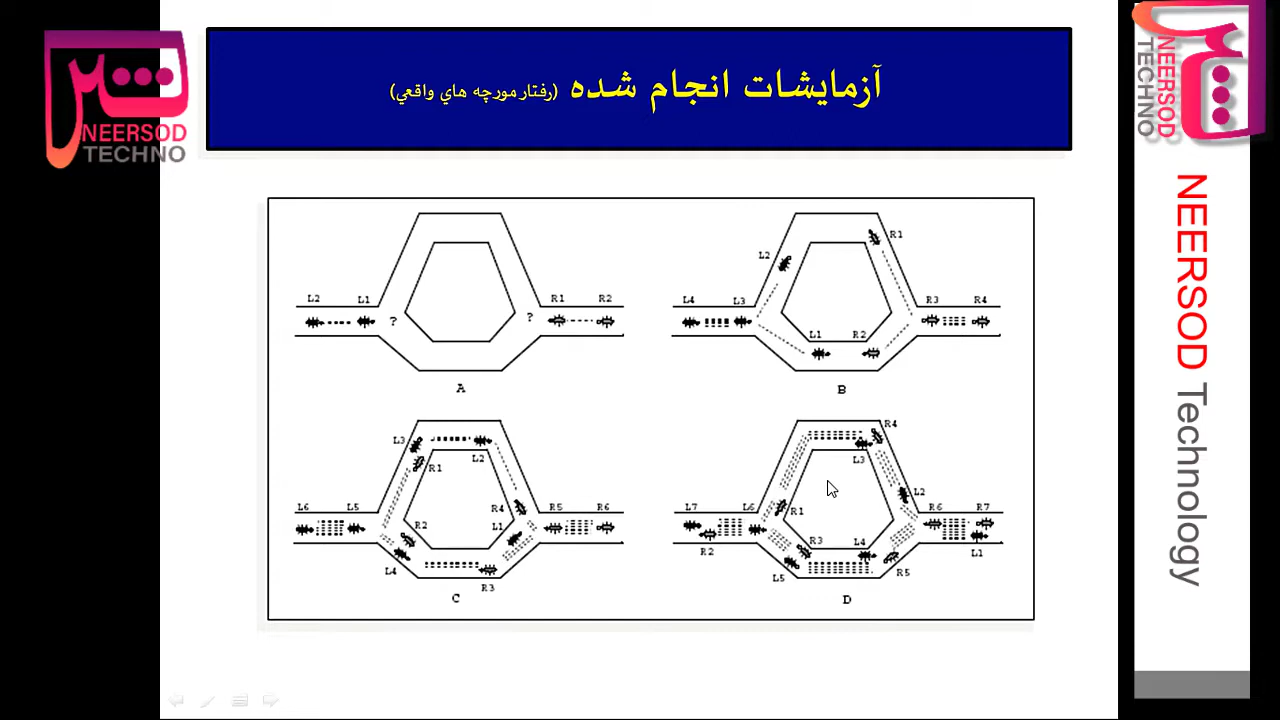 آزمايشات انجام شده (رفتار مورچه هاي واقعي)
NEERSOD
TECHNO
NEERSOD
TECHNO
NEERSOD Technology
L2 L1 ? ? R1 R2
A
L2 R1
L4 L3 R3 R4
L1 R2
B
L3 L2
R1
L6 L5 R4 R5 R6
R2 L1
L4 R3
C
R4
L3
L2
L7 L6 R1 R6 R7
R2 R3 L4 L1
L5 R5
D